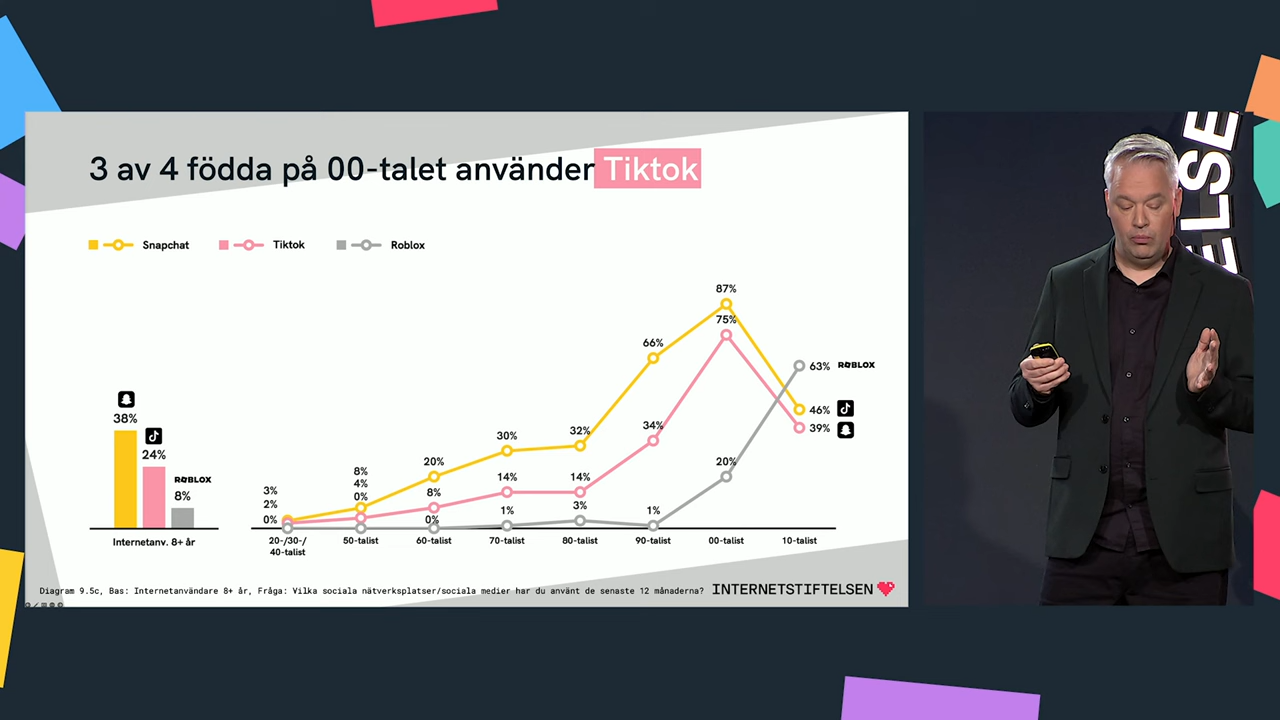 3 av 4 födda på 00-talet använder Tiktok
Snapchat
Tiktok
Roblox
38%
24%
ROBLOX
8%
Internetanv. 8+ år
3%
2%
0%
8%
4%
0%
20%
8%
0%
30%
14%
1%
32%
14%
3%
66%
34%
1%
87%
75%
20%
63% ROBLOX
46%
39%
20-/30-/
40-talist
50-talist
60-talist
70-talist
80-talist
90-talist
00-talist
10-talist
Diagram 9.5c, Bas: Internetanvändare 8+ år, Fråga: Vilka sociala nätverksplatser/sociala medier har du använt de senaste 12 månaderna?
INTERNETSTIFTELSEN
ELSE